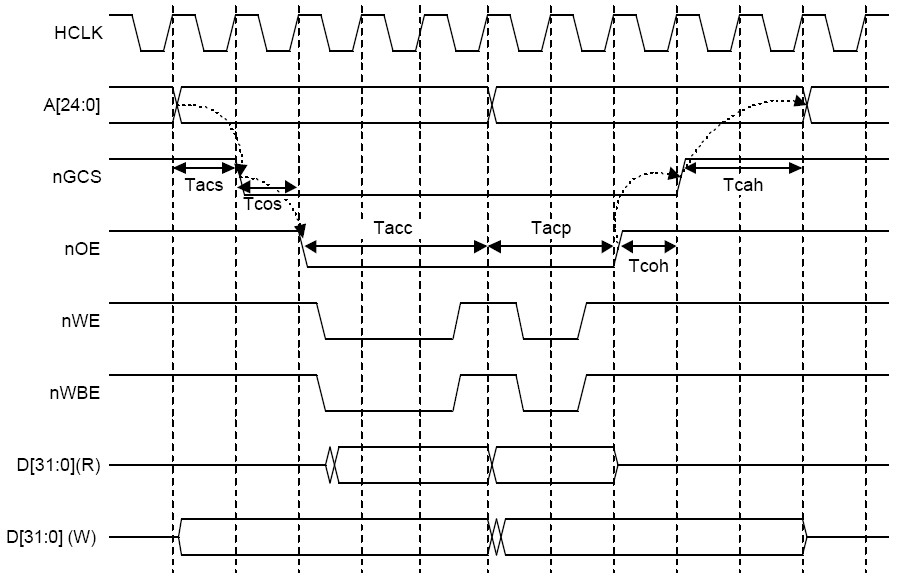 HCLK
A[24:0]
nGCS
Tacs
Tcah
Tcos
Tacc
Tacp
nOE
Tcoh
nWE
nWBE
D[31:0](R)
D[31:0] (W)